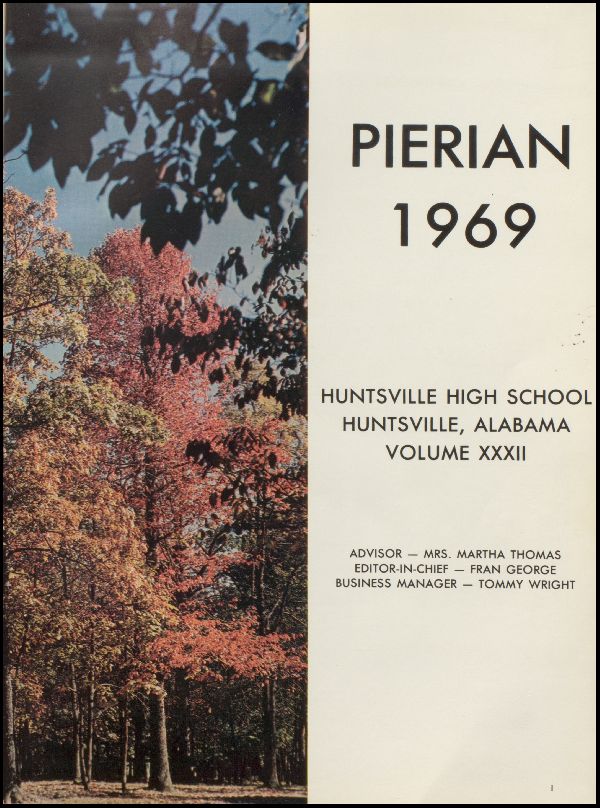 PIERIAN
1969
HUNTSVILLE HIGH SCHOOL
HUNTSVILLE, ALABAMA
VOLUME XXXII
ADVISOR — MRS. MARTHA THOMAS
EDITOR-IN-CHIEF — FRAN GEORGE
BUSINESS MANAGER — TOMMY WRIGHT
1